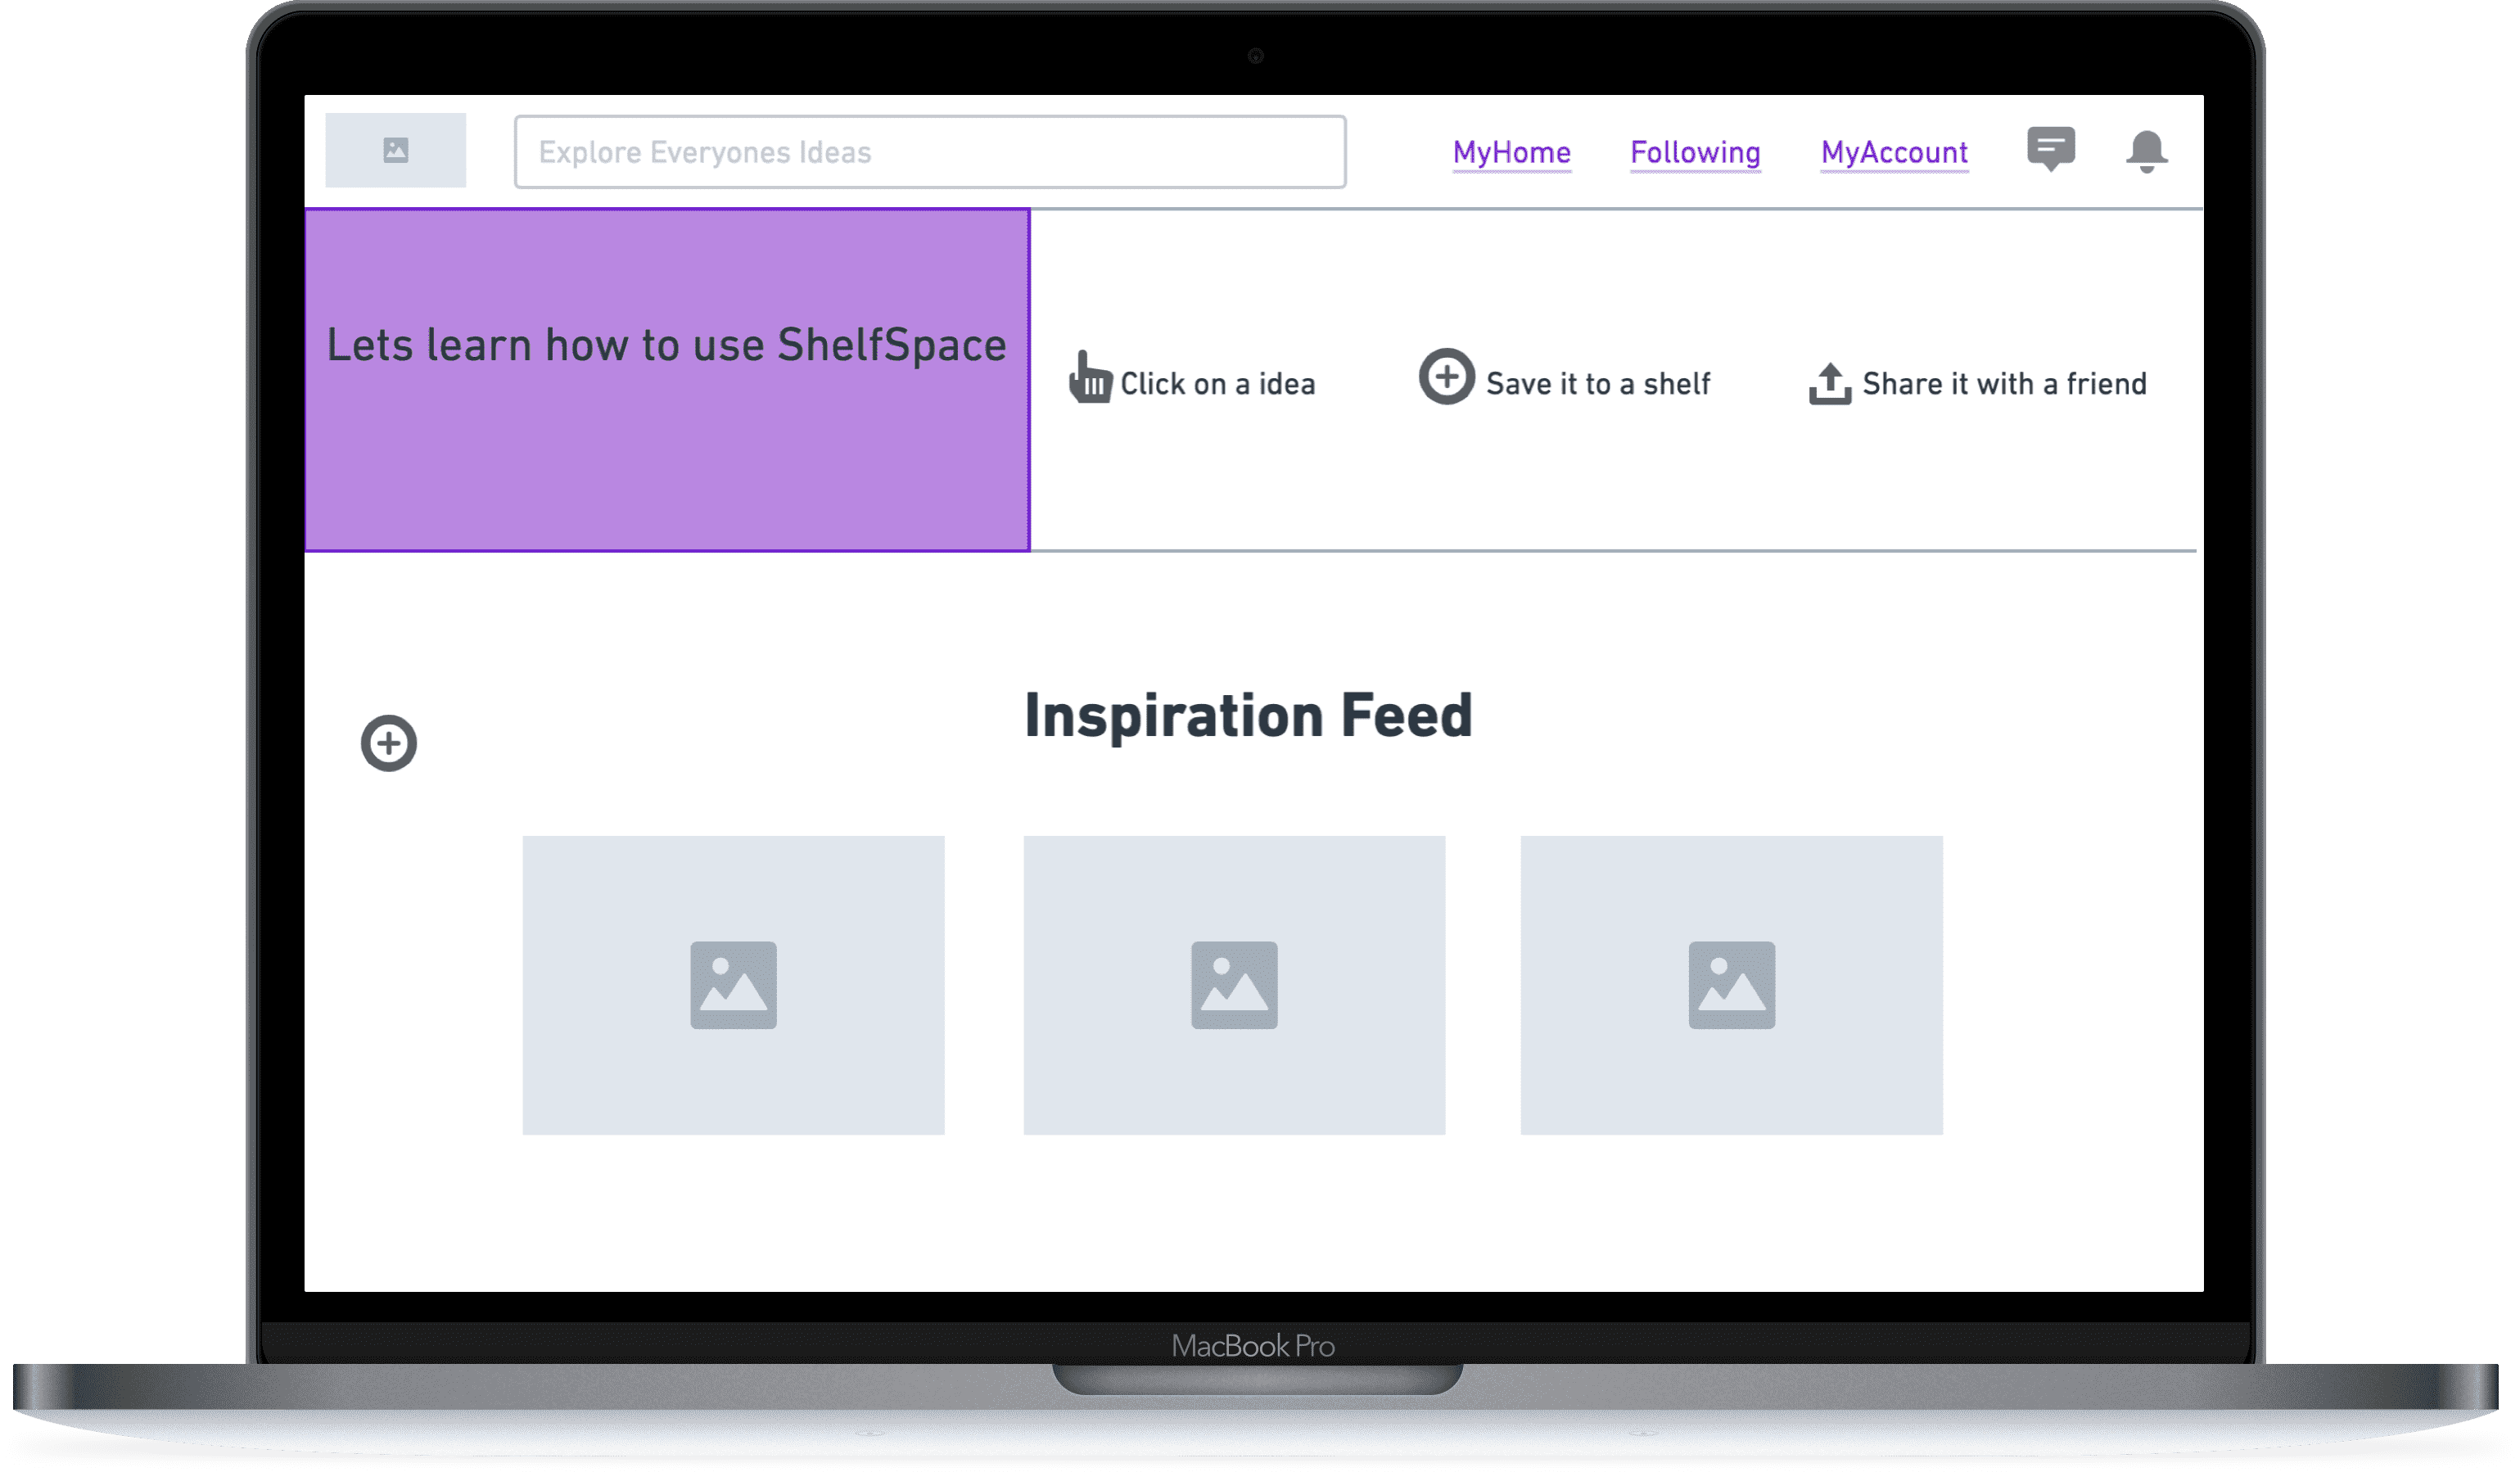 Explore Everyones Ideas
MyHome
Following
MyAccount
Lets learn how to use ShelfSpace
Click on a idea
Save it to a shelf
Share it with a friend
Inspiration Feed
MacBook Pro